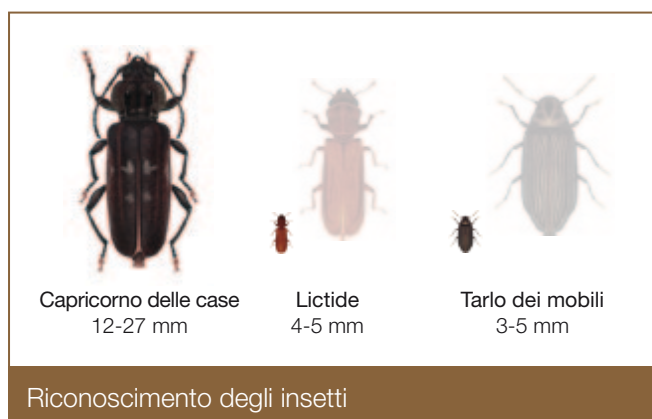 Capricorno delle case
12-27 mm
Lictide
4-5 mm
Tarlo dei mobili
3-5 mm
Riconoscimento degli insetti